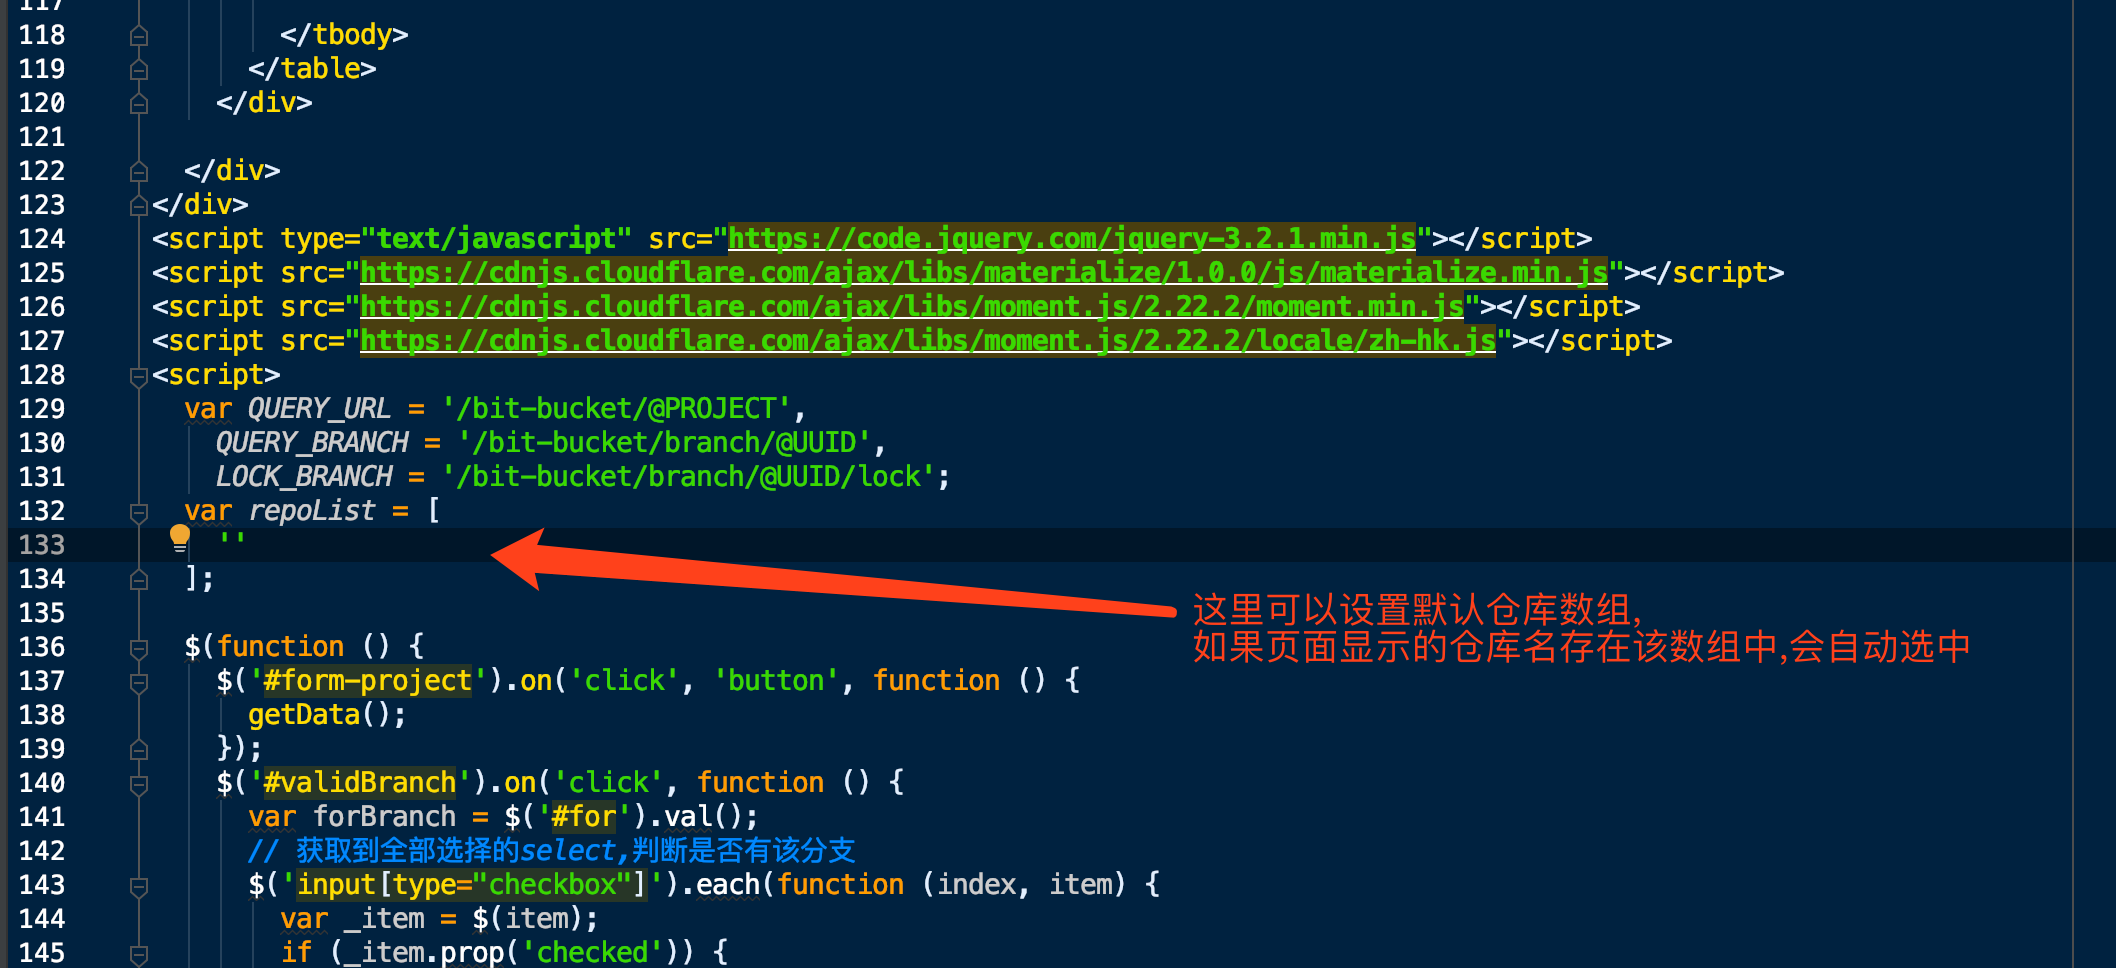 117
118 </tbody>
119 </table>
120 </div>
121
122 </div>
123 </div>
124 <script type="text/javascript" src="https://code.jquery.com/jquery-3.2.1.min.js"></script>
125 <script src="https://cdnjs.cloudflare.com/ajax/libs/materialize/1.0.0/js/materialize.min.js"></script>
126 <script src="https://cdnjs.cloudflare.com/ajax/libs/moment.js/2.22.2/moment.min.js"></script>
127 <script src="https://cdnjs.cloudflare.com/ajax/libs/moment.js/2.22.2/locale/zh-hk.js"></script>
128 <script>
129 var QUERY_URL = '/bit-bucket/@PROJECT',
130 QUERY_BRANCH = '/bit-bucket/branch/@UUID',
131 LOCK_BRANCH = '/bit-bucket/branch/@UUID/lock';
132 var repoList = [
133 ''
134 ];
这里可以设置默认仓库数组,
如果页面显示的仓库名存在该数组中,会自动选中
135
136 $(function () {
137 $('#form-project').on('click', 'button', function () {
138 getData();
139 });
140 $('#validBranch').on('click', function () {
141 var forBranch = $('#for').val();
142 // 获取到全部选择的select,判断是否有该分支
143 $('input[type="checkbox"]').each(function (index, item) {
144 var _item = $(item);
145 if (_item.prop('checked')) {